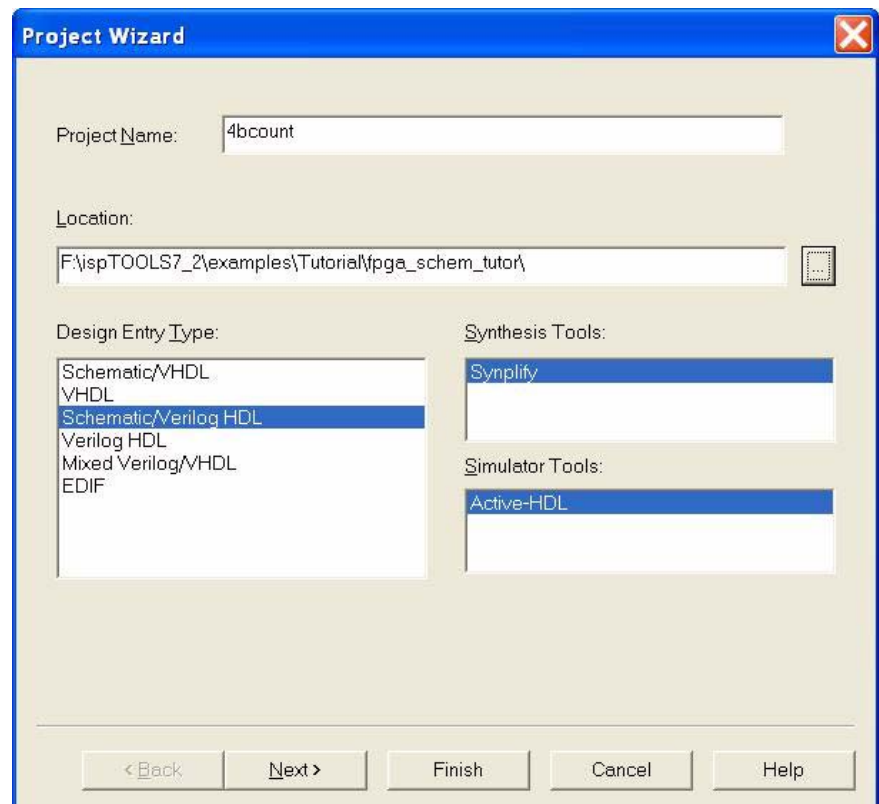 Project Wizard
Project Name:
4bcount
Location:
F:\ispTOOLS7_2\examples\Tutorial\fpga_schem_tutor\
...
Design Entry Type:
Schematic/VHDL
VHDL
Schematic/Verilog HDL
Verilog HDL
Mixed Verilog/VHDL
EDIF
Synthesis Tools:
Synplify
Simulator Tools:
Active-HDL
< Back
Next >
Finish
Cancel
Help